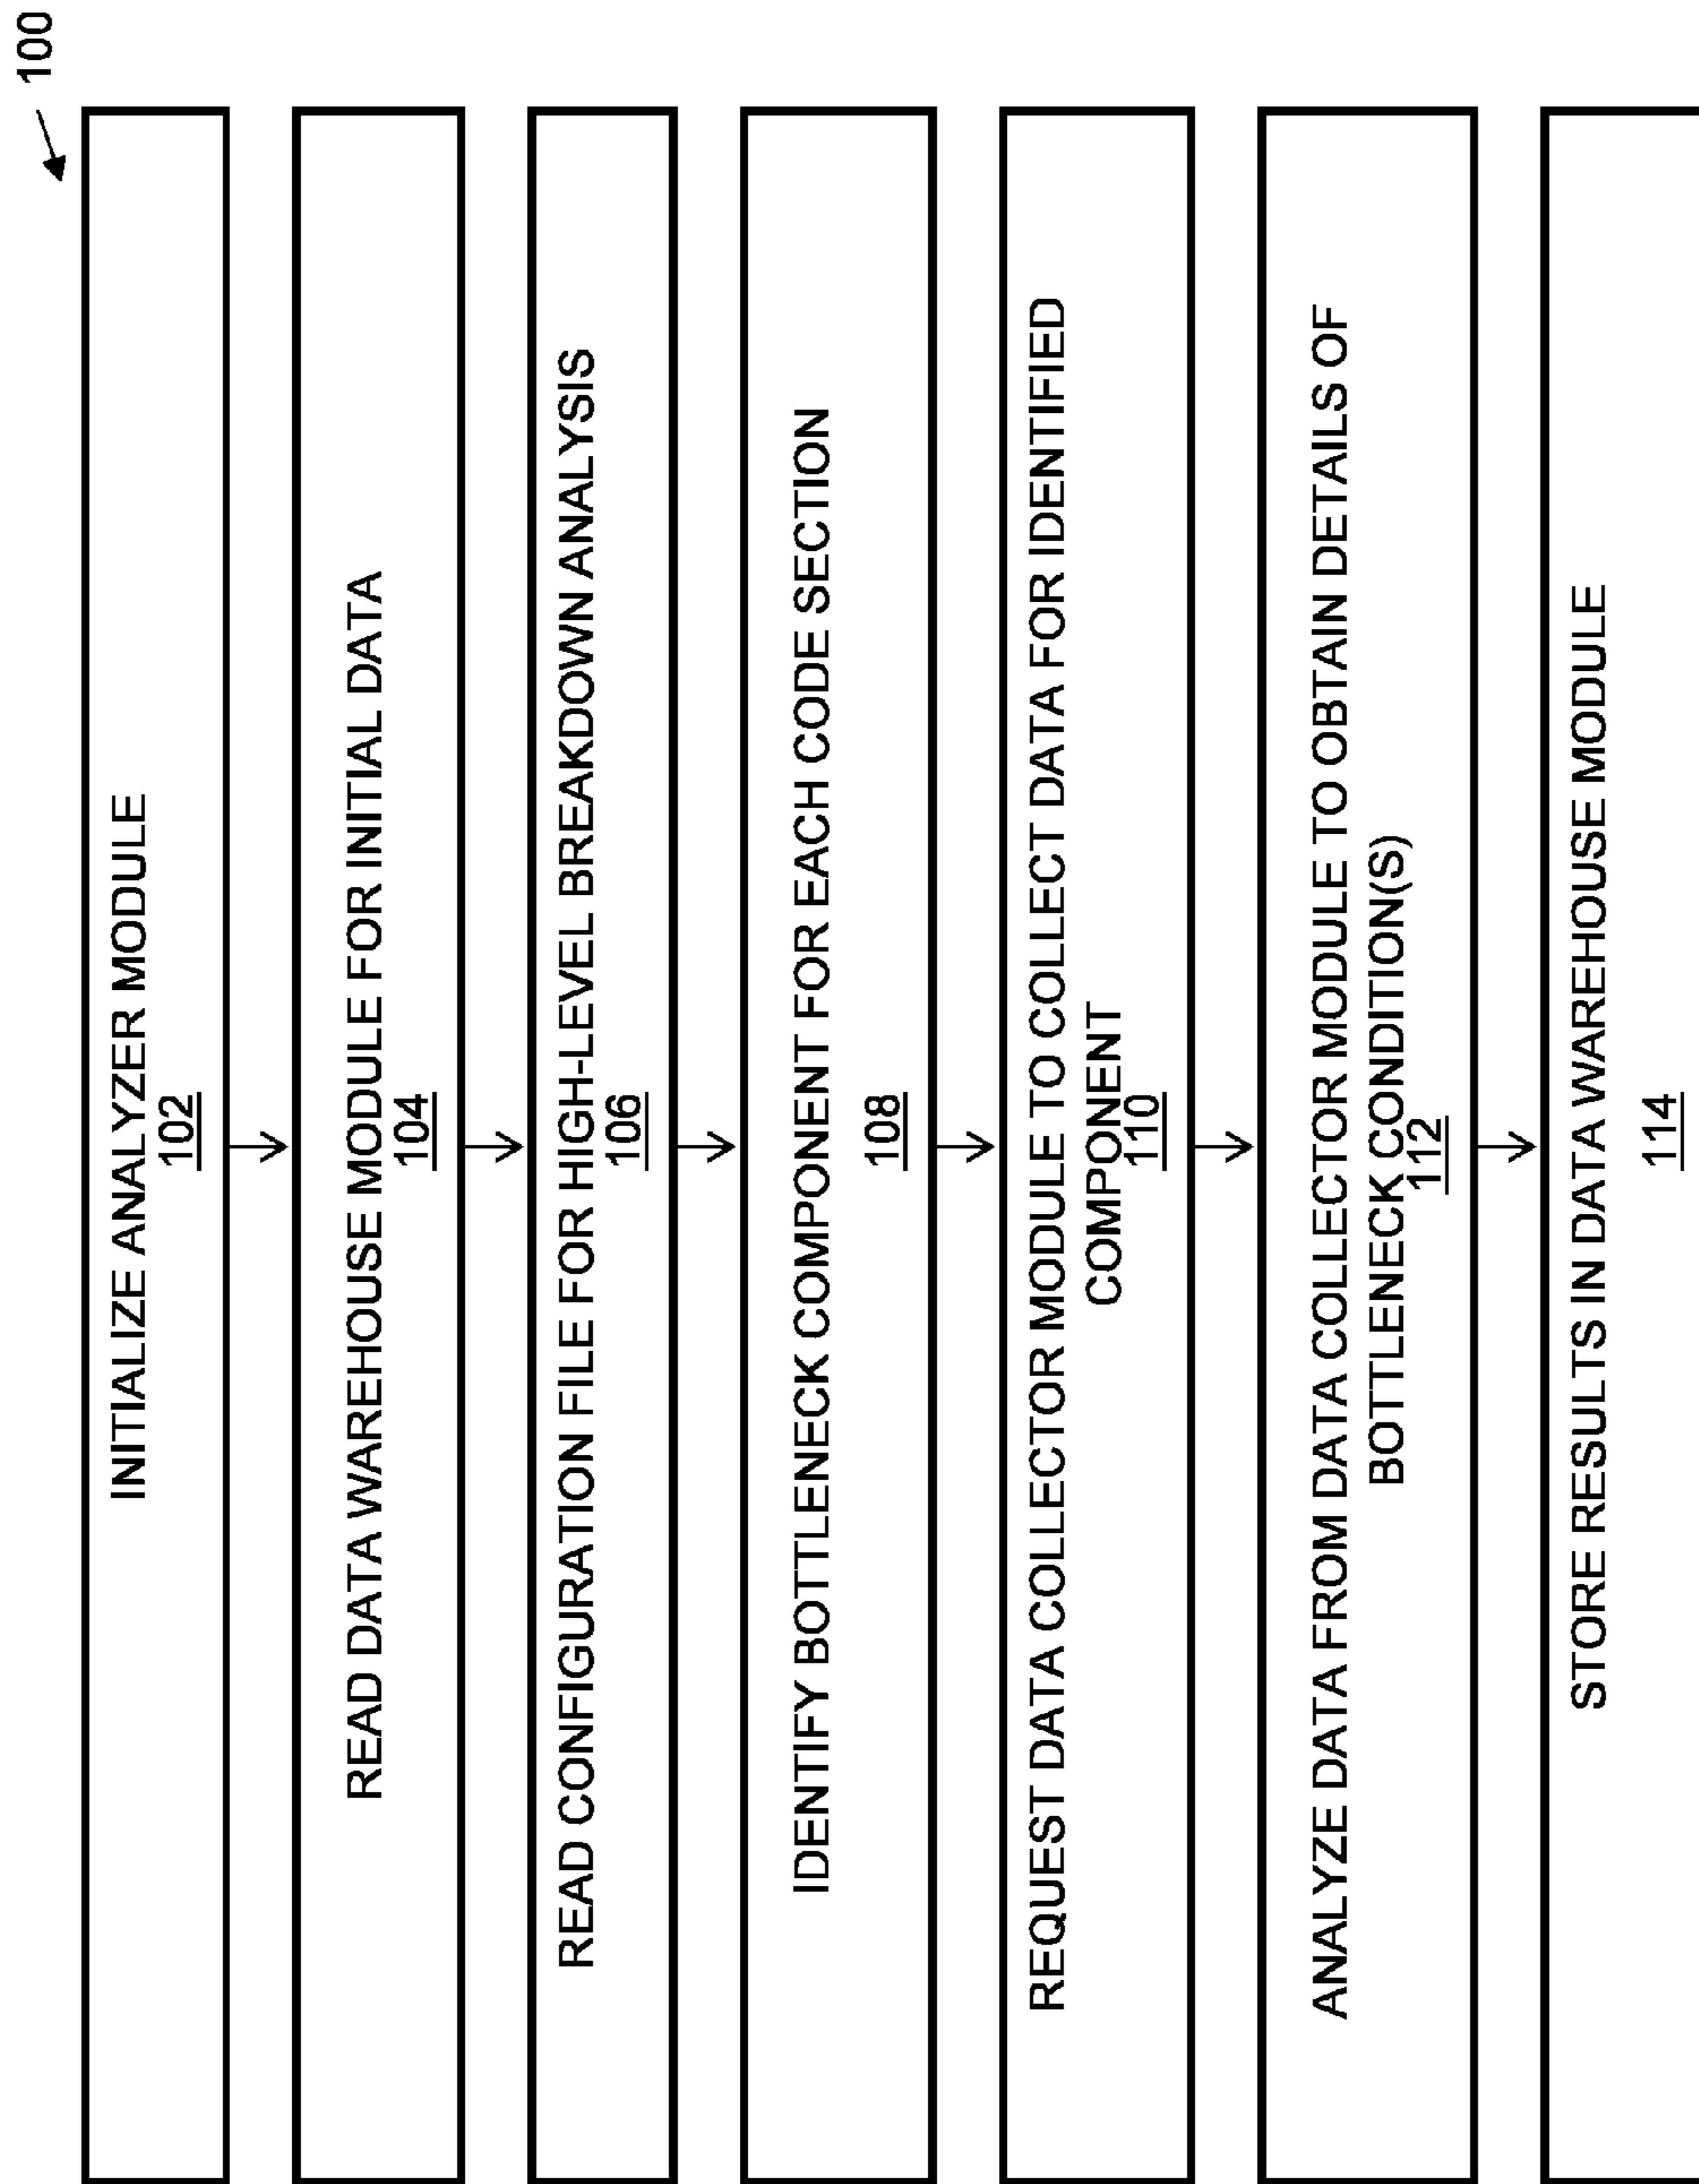 100
INITIALIZE ANALYZER MODULE
102
READ DATA WAREHOUSE MODULE FOR INITIAL DATA
104
READ CONFIGURATION FILE FOR HIGH-LEVEL BREAKDOWN ANALYSIS
106
IDENTIFY BOTTLENECK COMPONENT FOR EACH CODE SECTION
108
REQUEST DATA COLLECTOR MODULE TO COLLECT DATA FOR IDENTIFIED
COMPONENT
110
ANALYZE DATA FROM DATA COLLECTOR MODULE TO OBTAIN DETAILS OF
BOTTLENECK CONDITION(S)
112
STORE RESULTS IN DATA WAREHOUSE MODULE
114